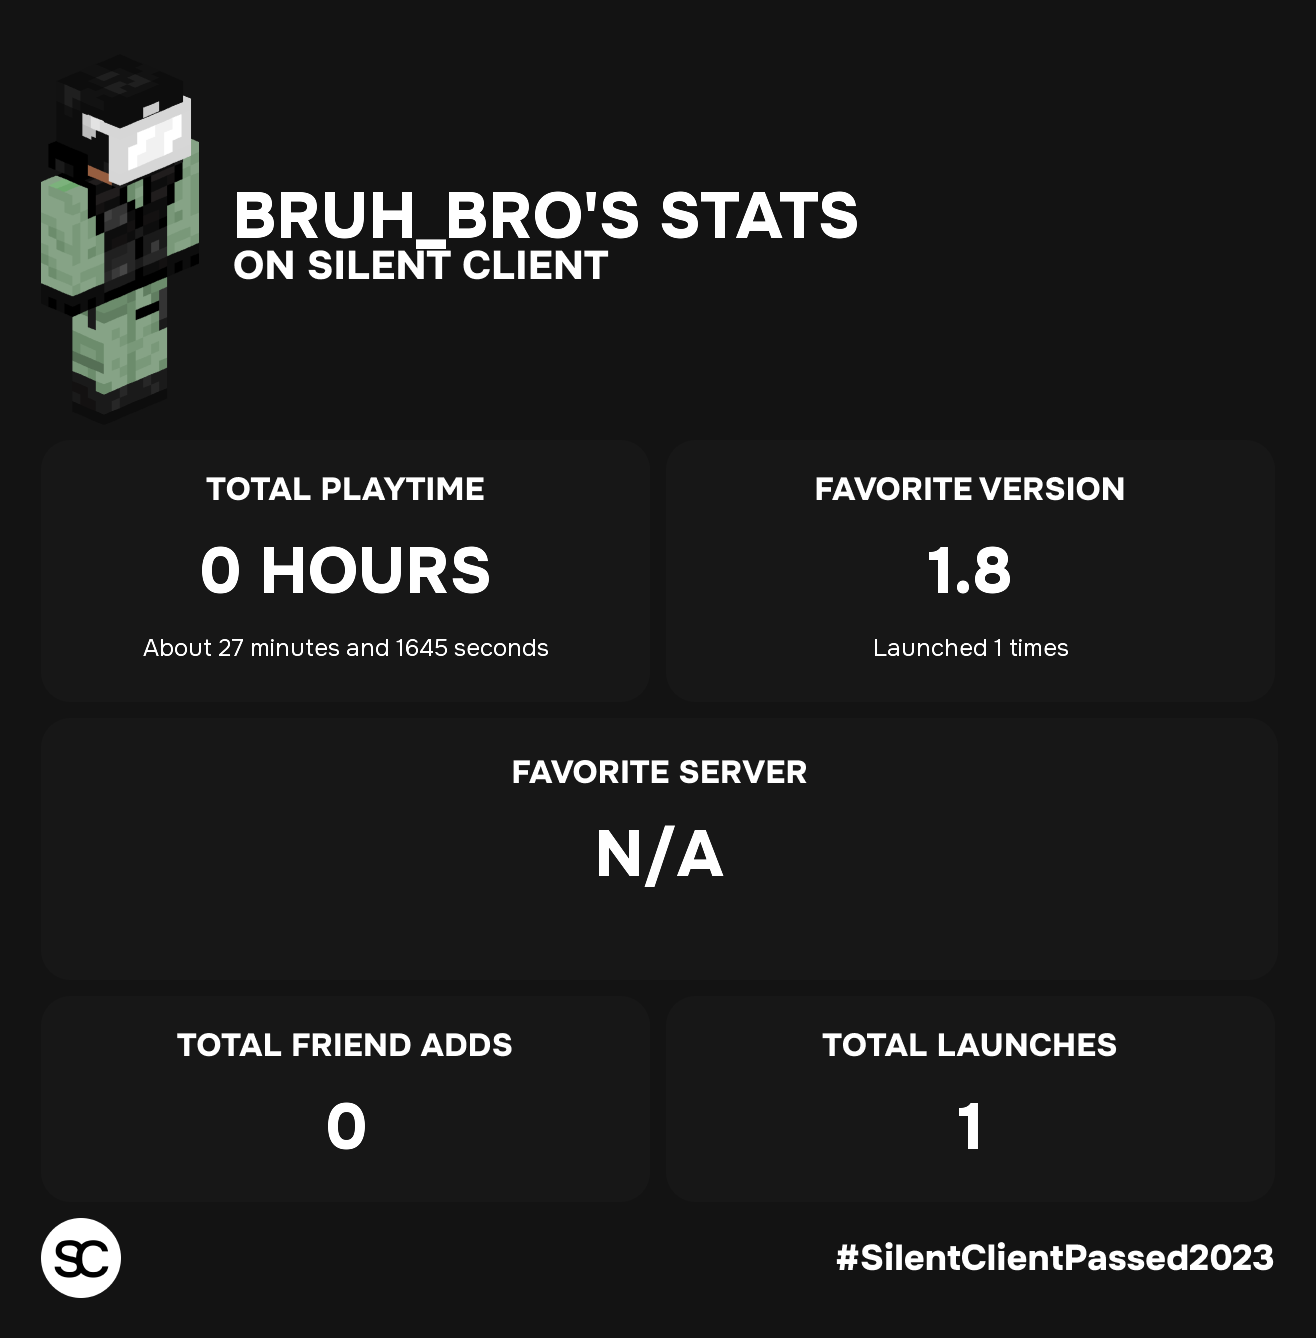 BRUH_BRO'S STATS
ON SILENT CLIENT
TOTAL PLAYTIME
0 HOURS
About 27 minutes and 1645 seconds
FAVORITE VERSION
1.8
Launched 1 times
FAVORITE SERVER
N/A
TOTAL FRIEND ADDS
0
TOTAL LAUNCHES
1
SC
#SilentClientPassed2023